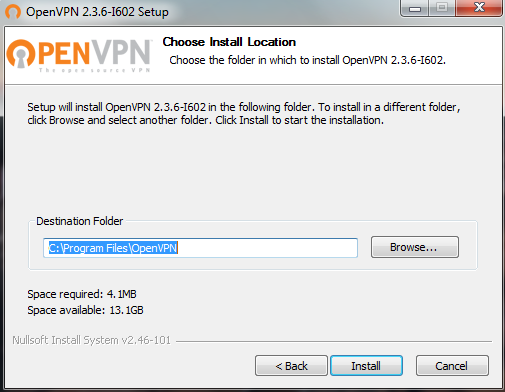 OpenVPN 2.3.6-I602 Setup
OPENVPN
The open source VPN
Choose Install Location
Choose the folder in which to install OpenVPN 2.3.6-I602.
Setup will install OpenVPN 2.3.6-I602 in the following folder. To install in a different folder,
click Browse and select another folder. Click Install to start the installation.
Destination Folder
C:\Program Files\OpenVPN
Browse...
Space required: 4.1MB
Space available: 13.1GB
Nullsoft Install System v2.46-101
< Back
Install
Cancel